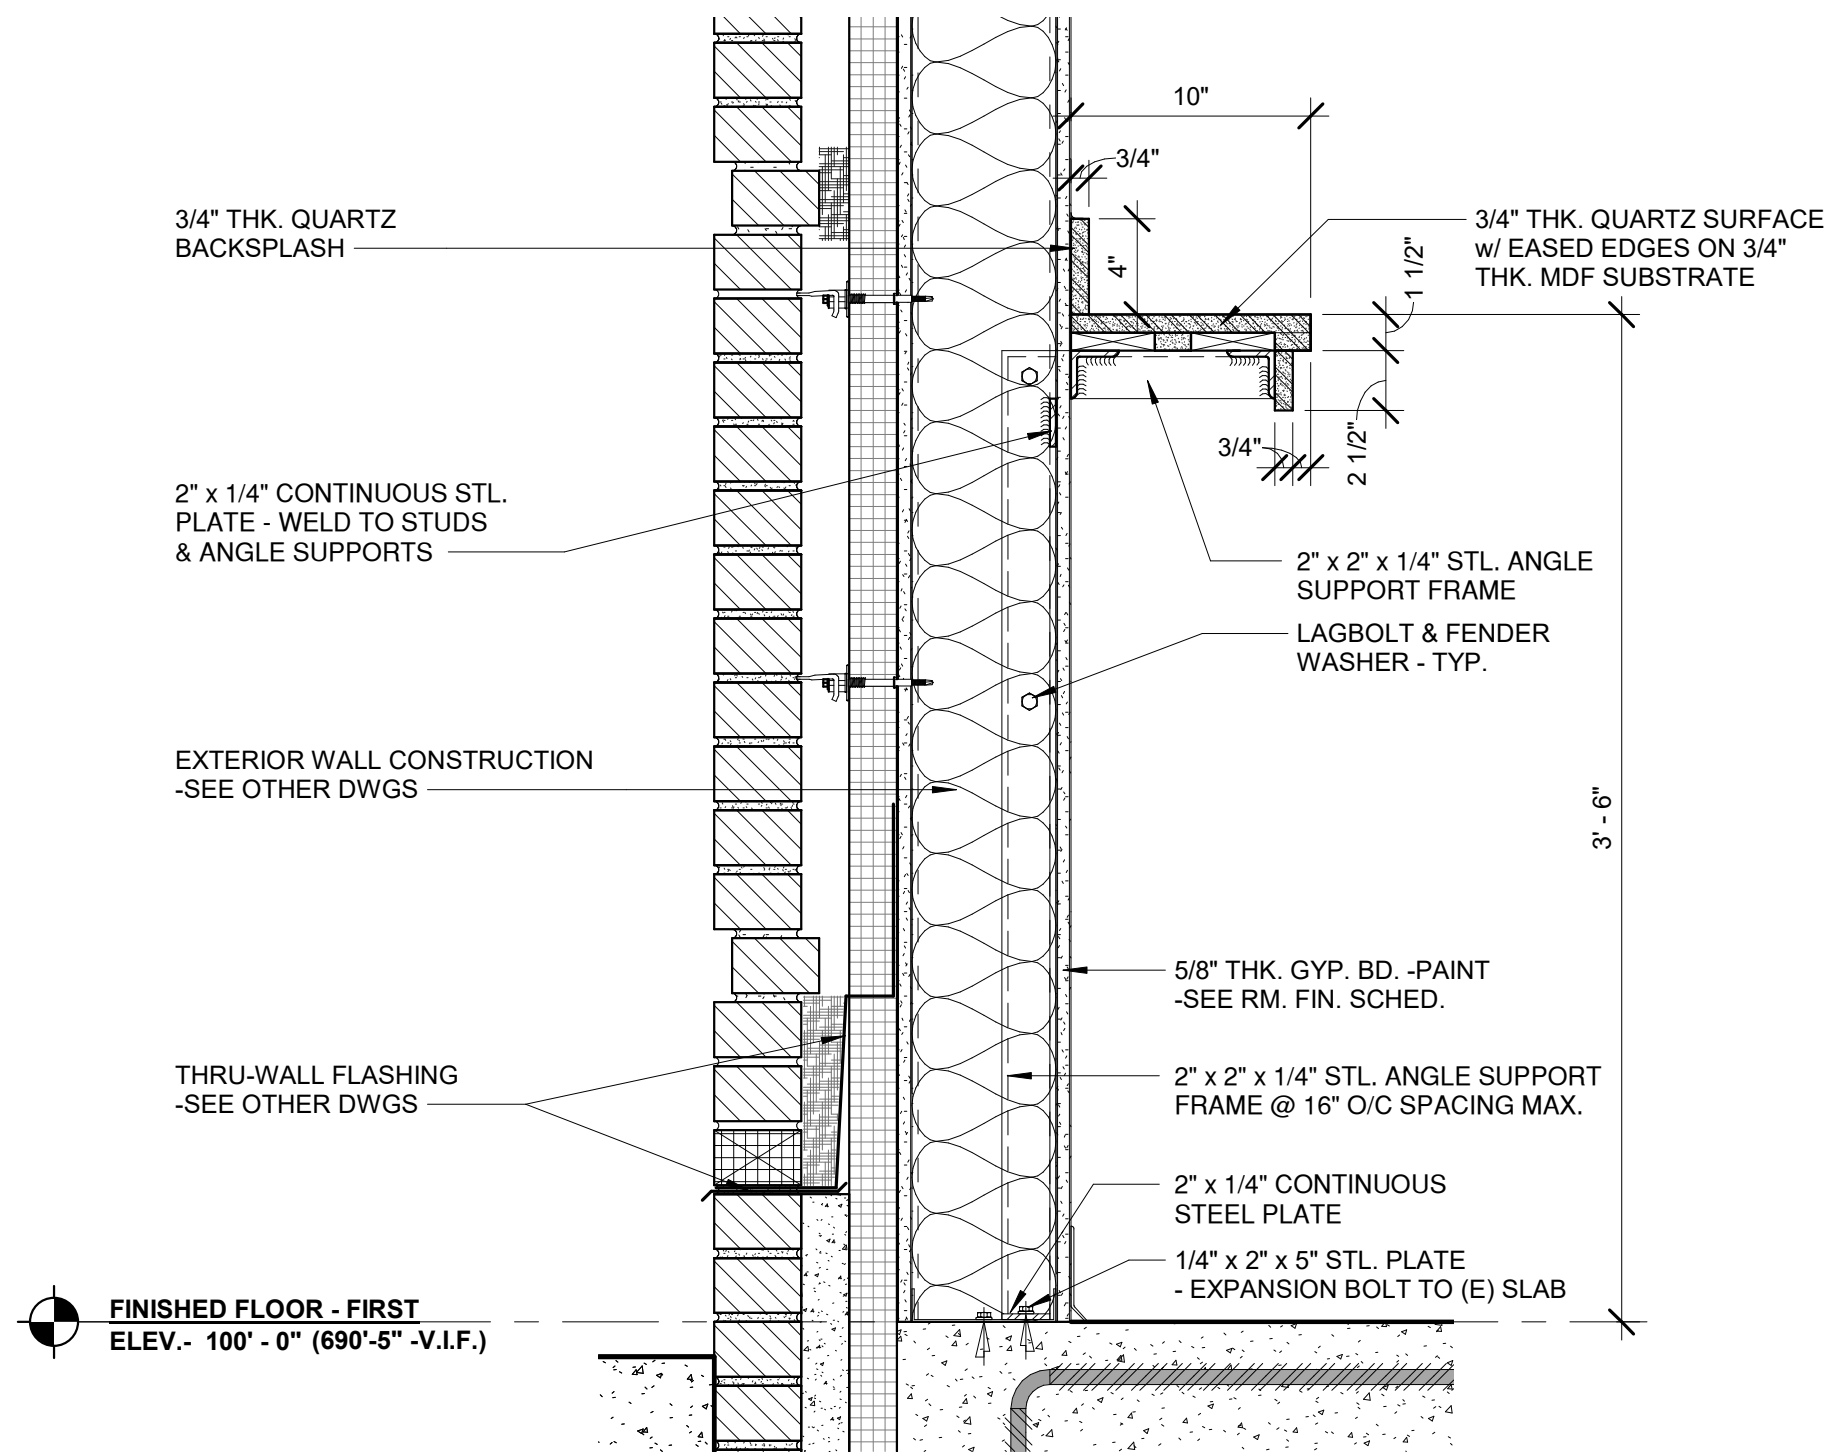 10"
3/4"
3/4" THK. QUARTZ
BACKSPLASH
4"
3/4" THK. QUARTZ SURFACE
w/ EASED EDGES ON 3/4"
THK. MDF SUBSTRATE
1 1/2"
3/4"
2 1/2"
2" x 1/4" CONTINUOUS STL.
PLATE - WELD TO STUDS
& ANGLE SUPPORTS
2" x 2" x 1/4" STL. ANGLE
SUPPORT FRAME
LAGBOLT & FENDER
WASHER - TYP.
EXTERIOR WALL CONSTRUCTION
-SEE OTHER DWGS
3' - 6"
5/8" THK. GYP. BD. -PAINT
-SEE RM. FIN. SCHED.
THRU-WALL FLASHING
-SEE OTHER DWGS
2" x 2" x 1/4" STL. ANGLE SUPPORT
FRAME @ 16" O/C SPACING MAX.
2" x 1/4" CONTINUOUS
STEEL PLATE
1/4" x 2" x 5" STL. PLATE
- EXPANSION BOLT TO (E) SLAB
FINISHED FLOOR - FIRST
ELEV.- 100' - 0" (690'-5" -V.I.F.)